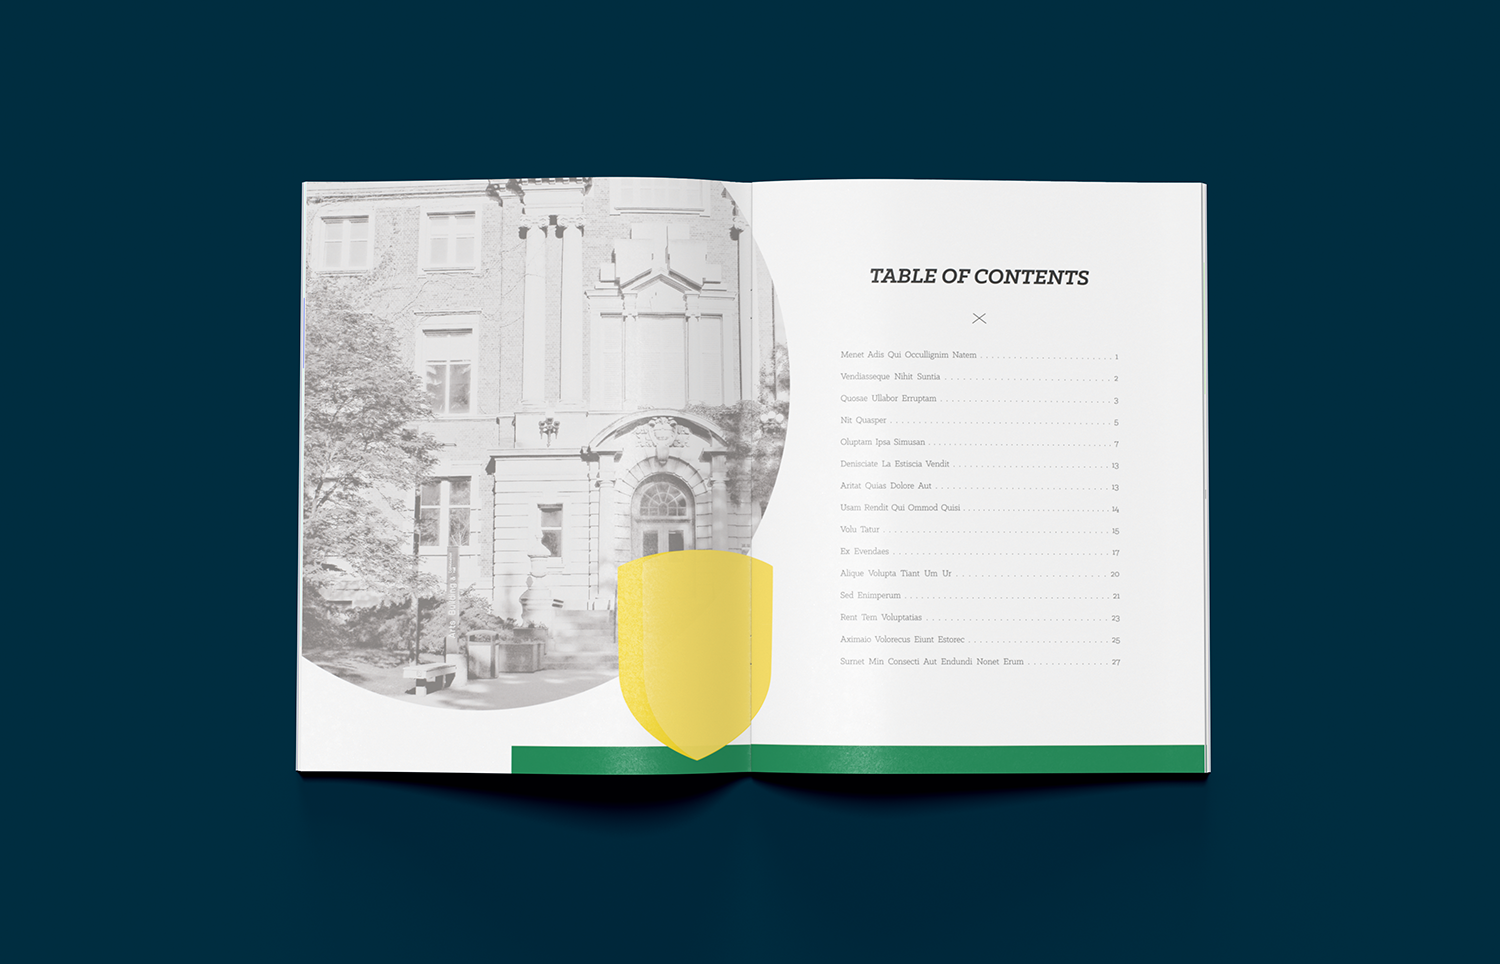 Arts Building
TABLE OF CONTENTS
Menet Adis Qui Occullignim Natem . . . . . . . . . . . . . . . . . . . . . . . . 1
Vendiasseque Nihit Suntia . . . . . . . . . . . . . . . . . . . . . . . . . . . . . . 2
Quosae Ullabor Erruptam . . . . . . . . . . . . . . . . . . . . . . . . . . . . . . . 3
Nit Quasper . . . . . . . . . . . . . . . . . . . . . . . . . . . . . . . . . . . . . . . . 5
Oluptam Ipsa Simusan . . . . . . . . . . . . . . . . . . . . . . . . . . . . . . . . . 7
Denisciate La Estiscia Vendit . . . . . . . . . . . . . . . . . . . . . . . . . . . . 13
Aritat Quias Dolore Aut . . . . . . . . . . . . . . . . . . . . . . . . . . . . . . . 13
Usam Rendit Qui Ommod Quisi . . . . . . . . . . . . . . . . . . . . . . . . . . 14
Volu Tatur . . . . . . . . . . . . . . . . . . . . . . . . . . . . . . . . . . . . . . . . 15
Ex Evendaes . . . . . . . . . . . . . . . . . . . . . . . . . . . . . . . . . . . . . . . 17
Alique Volupta Tiant Um Ur . . . . . . . . . . . . . . . . . . . . . . . . . . . . 20
Sed Enimperum . . . . . . . . . . . . . . . . . . . . . . . . . . . . . . . . . . . . . 21
Rent Tem Voluptatias . . . . . . . . . . . . . . . . . . . . . . . . . . . . . . . . . 23
Aximaio Volorecus Eiunt Estorec . . . . . . . . . . . . . . . . . . . . . . . . . 25
Surnet Min Consecti Aut Endundi Nonet Erum . . . . . . . . . . . . . . . 27